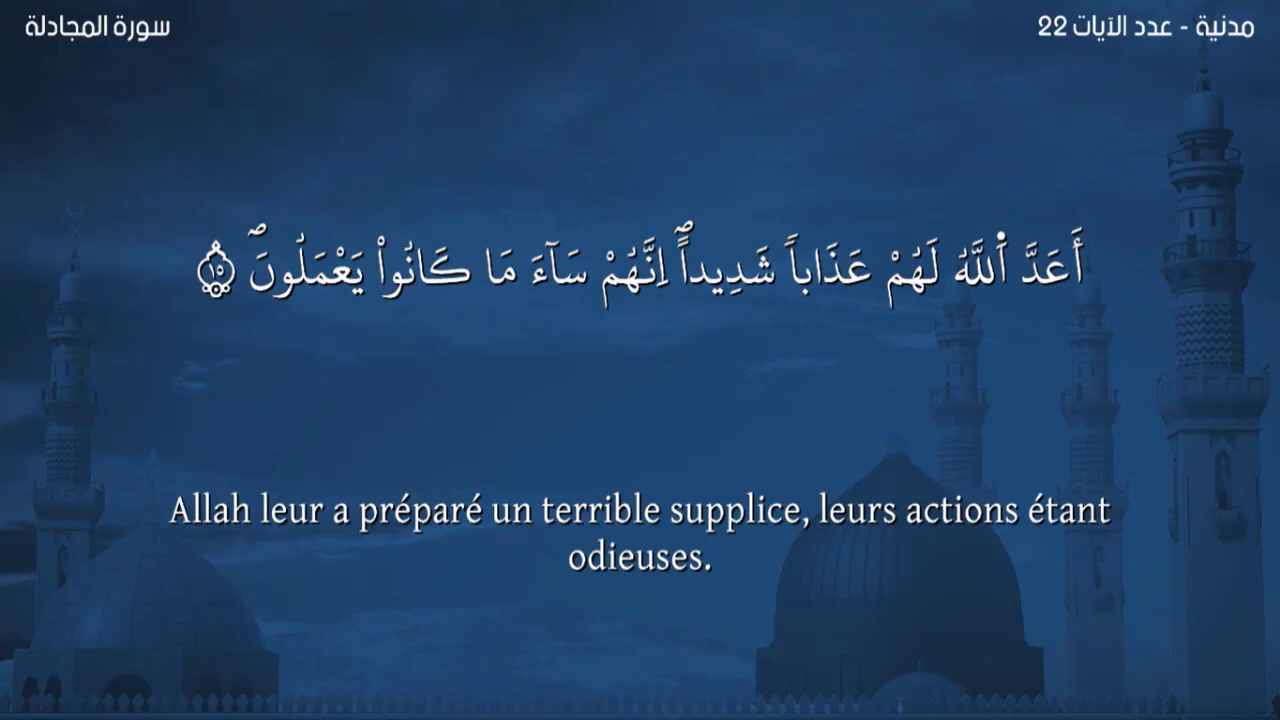 مدنية - عدد الآيات 22
سورة المجادلة
أَعَدَّ اَ۬للَّهُ لَهُمْ عَذَاباٗ شَدِيداًۖ اِنَّهُمْ سَآءَ مَا كَانُواْ يَعْمَلُونَۖ ١٥
Allah leur a préparé un terrible supplice, leurs actions étant
odieuses.